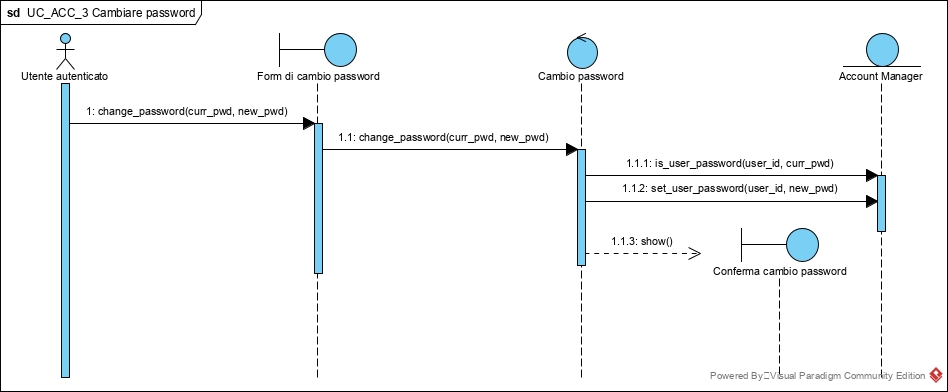 sd UC_ACC_3 Cambiare password
Utente autenticato
Form di cambio password
Cambio password
Account Manager
1: change_password(curr_pwd, new_pwd)
1.1: change_password(curr_pwd, new_pwd)
1.1.1: is_user_password(user_id, curr_pwd)
1.1.2: set_user_password(user_id, new_pwd)
1.1.3: show()
Conferma cambio password
Powered By Visual Paradigm Community Edition